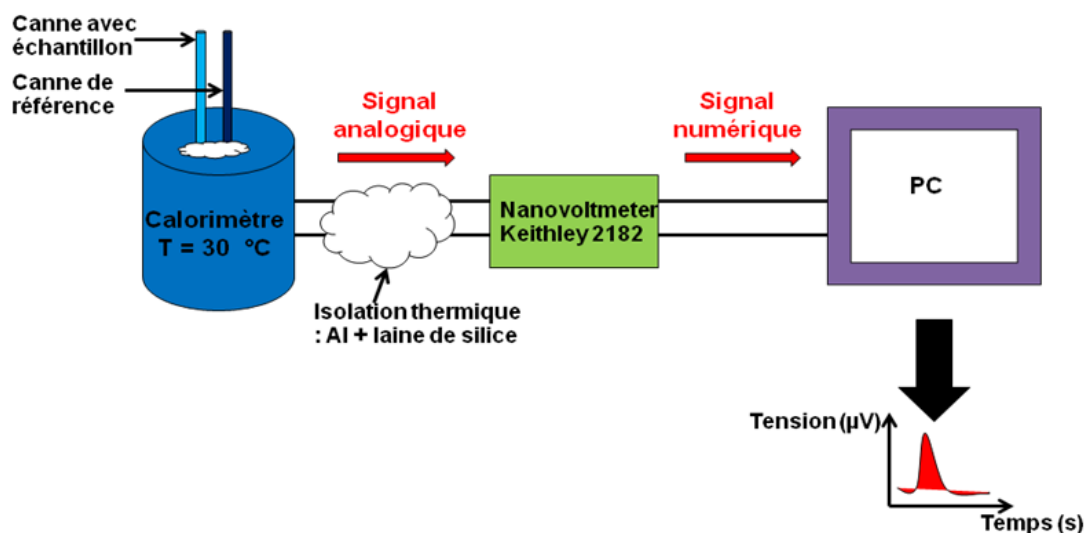 Canne avec
échantillon
Canne de
référence
Signal
analogique
Signal
numérique
Calorimètre
T = 30 °C
Nanovoltmeter
Keithley 2182
PC
Isolation thermique
: Al + laine de silice
Tension (µV)
Temps (s)